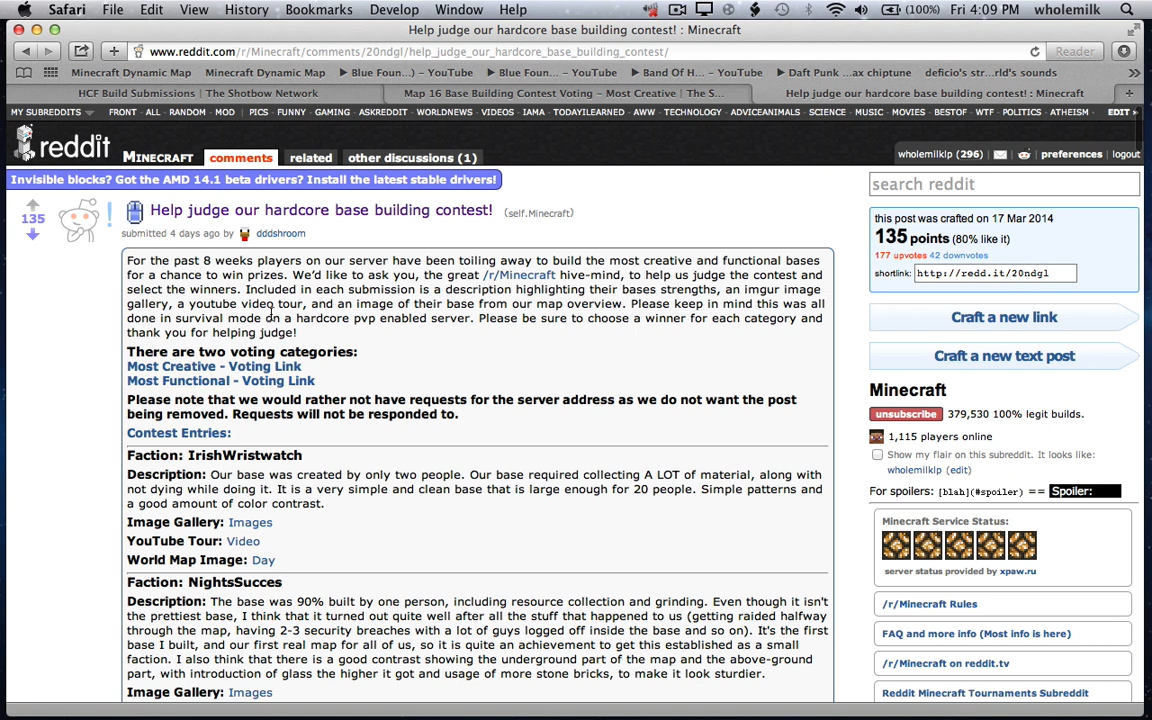 Safari File Edit View History Bookmarks Develop Window Help (100%) Fri 4:09 PM wholemilk
Help judge our hardcore base building contest! : Minecraft
www.reddit.com/r/Minecraft/comments/20ndgl/help_judge_our_hardcore_base_building_contest/ Reader
Minecraft Dynamic Map Minecraft Dynamic Map ▶ Blue Foun...) – YouTube ▶ Blue Foun... – YouTube ▶ Band Of H... – YouTube ▶ Daft Punk ...ax chiptune deficio's str...rld's sounds
HCF Build Submissions | The Shotbow Network Map 16 Base Building Contest Voting – Most Creative | The S... Help judge our hardcore base building contest! : Minecraft
MY SUBREDDITS FRONT - ALL - RANDOM - MOD | PICS - FUNNY - GAMING - ASKREDDIT - WORLDNEWS - VIDEOS - IAMA - TODAYILEARNED - AWW - TECHNOLOGY - ADVICEANIMALS - SCIENCE - MUSIC - MOVIES - BESTOF - WTF - POLITICS - ATHEISM - EDIT »
reddit MINECRAFT comments related other discussions (1) wholemilklp (296) | preferences | logout
Invisible blocks? Got the AMD 14.1 beta drivers? Install the latest stable drivers!
search reddit
135
Help judge our hardcore base building contest! (self.Minecraft)
submitted 4 days ago by dddshroom
For the past 8 weeks players on our server have been toiling away to build the most creative and functional bases
for a chance to win prizes. We'd like to ask you, the great /r/Minecraft hive-mind, to help us judge the contest and
select the winners. Included in each submission is a description highlighting their bases strengths, an imgur image
gallery, a youtube video tour, and an image of their base from our map overview. Please keep in mind this was all
done in survival mode on a hardcore pvp enabled server. Please be sure to choose a winner for each category and
thank you for helping judge!
There are two voting categories:
Most Creative - Voting Link
Most Functional - Voting Link
Please note that we would rather not have requests for the server address as we do not want the post
being removed. Requests will not be responded to.
Contest Entries:
Faction: IrishWristwatch
Description: Our base was created by only two people. Our base required collecting A LOT of material, along with
not dying while doing it. It is a very simple and clean base that is large enough for 20 people. Simple patterns and
a good amount of color contrast.
Image Gallery: Images
YouTube Tour: Video
World Map Image: Day
Faction: NightsSucces
Description: The base was 90% built by one person, including resource collection and grinding. Even though it isn't
the prettiest base, I think that it turned out quite well after all the stuff that happened to us (getting raided halfway
through the map, having 2-3 security breaches with a lot of guys logged off inside the base and so on). It's the first
base I built, and our first real map for all of us, so it is quite an achievement to get this established as a small
faction. I also think that there is a good contrast showing the underground part of the map and the above-ground
part, with introduction of glass the higher it got and usage of more stone bricks, to make it look sturdier.
Image Gallery: Images
this post was crafted on 17 Mar 2014
135 points (80% like it)
177 upvotes 42 downvotes
shortlink: http://redd.it/20ndgl
Craft a new link
Craft a new text post
Minecraft
unsubscribe 379,530 100% legit builds.
1,115 players online
Show my flair on this subreddit. It looks like:
wholemilklp (edit)
For spoilers: [blah](#spoiler) == Spoiler:
Minecraft Service Status:
server status provided by xpaw.ru
/r/Minecraft Rules
FAQ and more info (Most info is here)
/r/Minecraft on reddit.tv
Reddit Minecraft Tournaments Subreddit